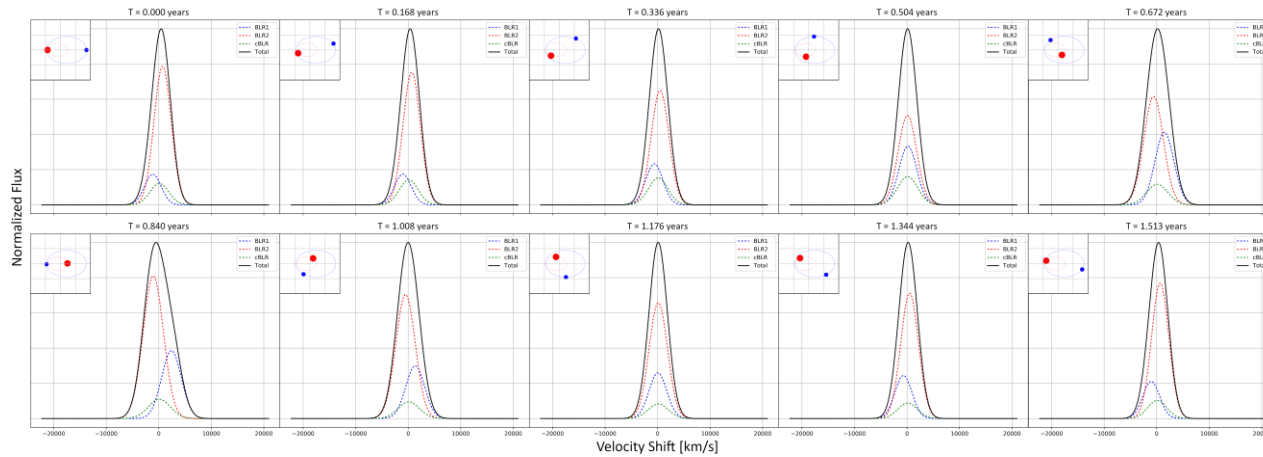 T = 0.000 years
T = 0.168 years
T = 0.336 years
T = 0.504 years
T = 0.672 years
BLR1
BLR2
cBLR
Total
BLR1
BLR2
cBLR
Total
BLR1
BLR2
cBLR
Total
BLR1
BLR2
cBLR
Total
BLR1
BLR2
cBLR
Total
Normalized Flux
T = 0.840 years
T = 1.008 years
T = 1.176 years
T = 1.344 years
T = 1.513 years
BLR1
BLR2
cBLR
Total
BLR1
BLR2
cBLR
Total
BLR1
BLR2
cBLR
Total
BLR1
BLR2
cBLR
Total
BLR1
BLR2
cBLR
Total
−20000 −10000 0 10000 20000
−20000 −10000 0 10000 20000
−20000 −10000 0 10000 20000
−20000 −10000 0 10000 20000
−20000 −10000 0 10000 20000
Velocity Shift [km/s]